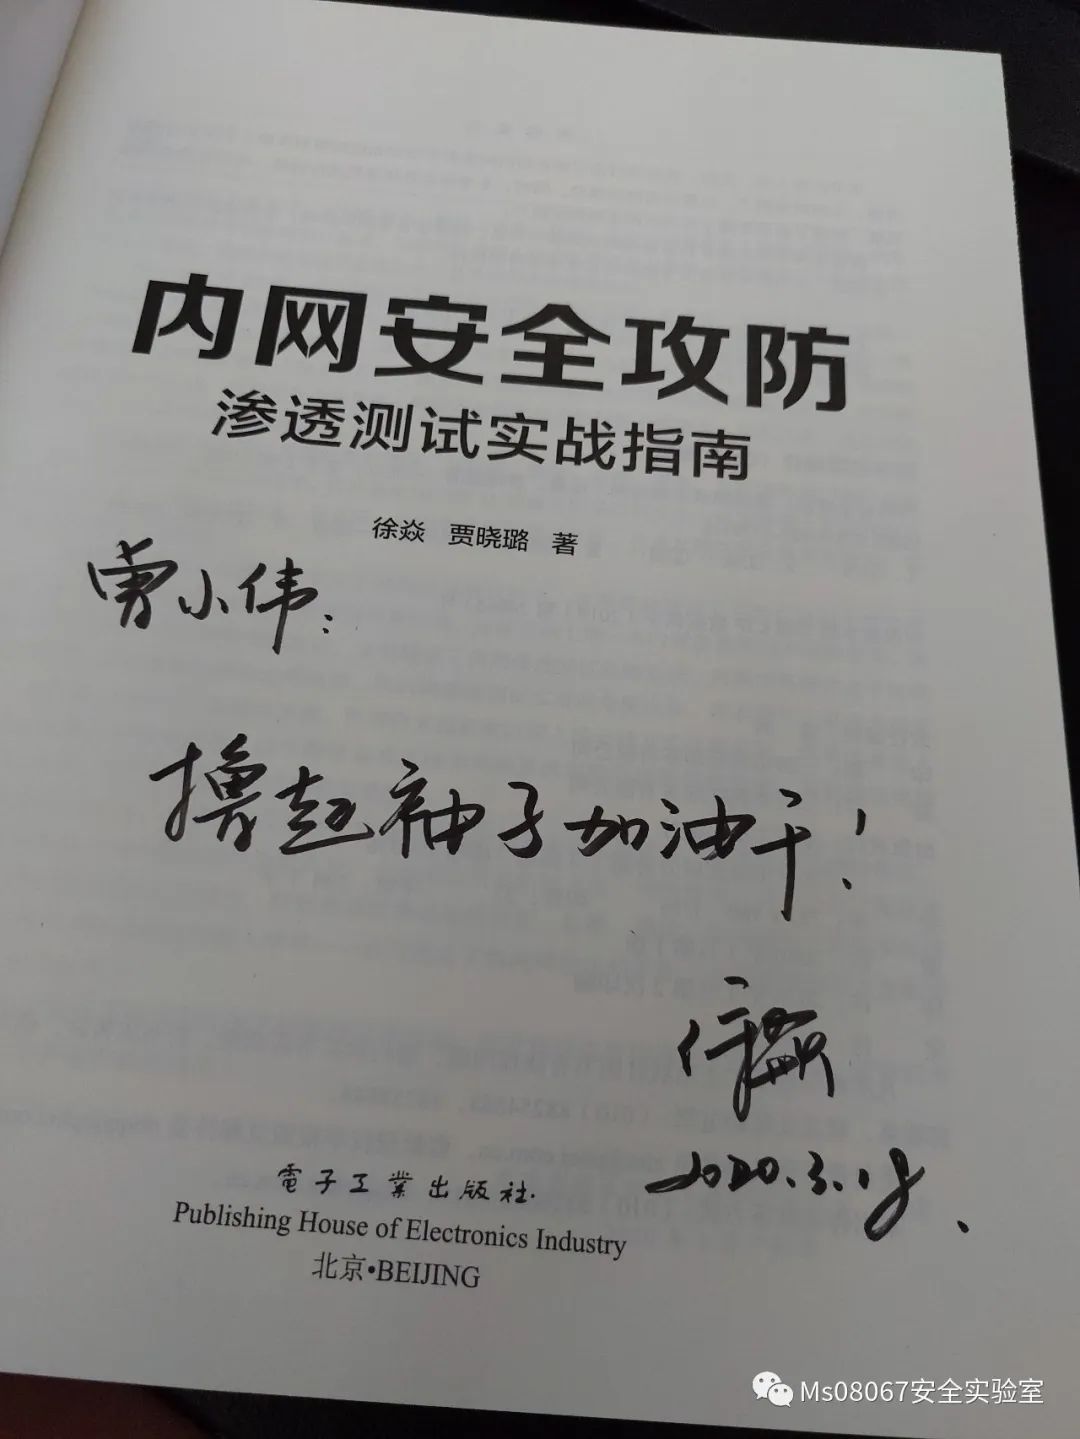 内网安全攻防
渗透测试实战指南
徐焱 贾晓璐 著
曹小伟：
撸起袖子加油干！
2020.3.18.
電子工業出版社.
Publishing House of Electronics Industry
北京•BEIJING
Ms08067安全实验室